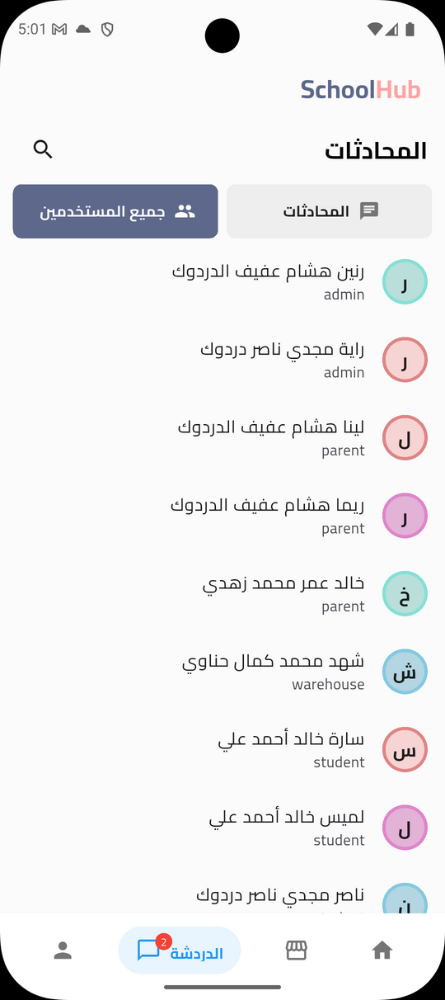 5:01
SchoolHub
المحادثات
المحادثات
جميع المستخدمين
ر
رنين هشام عفيف الدردوك
admin
ر
راية مجدي ناصر دردوك
admin
ل
لينا هشام عفيف الدردوك
parent
ر
ريما هشام عفيف الدردوك
parent
خ
خالد عمر محمد زهدي
parent
ش
شهد محمد كمال حناوي
warehouse
س
سارة خالد أحمد علي
student
ل
لميس خالد أحمد علي
student
ن
ناصر مجدي ناصر دردوك
الدردشة
2